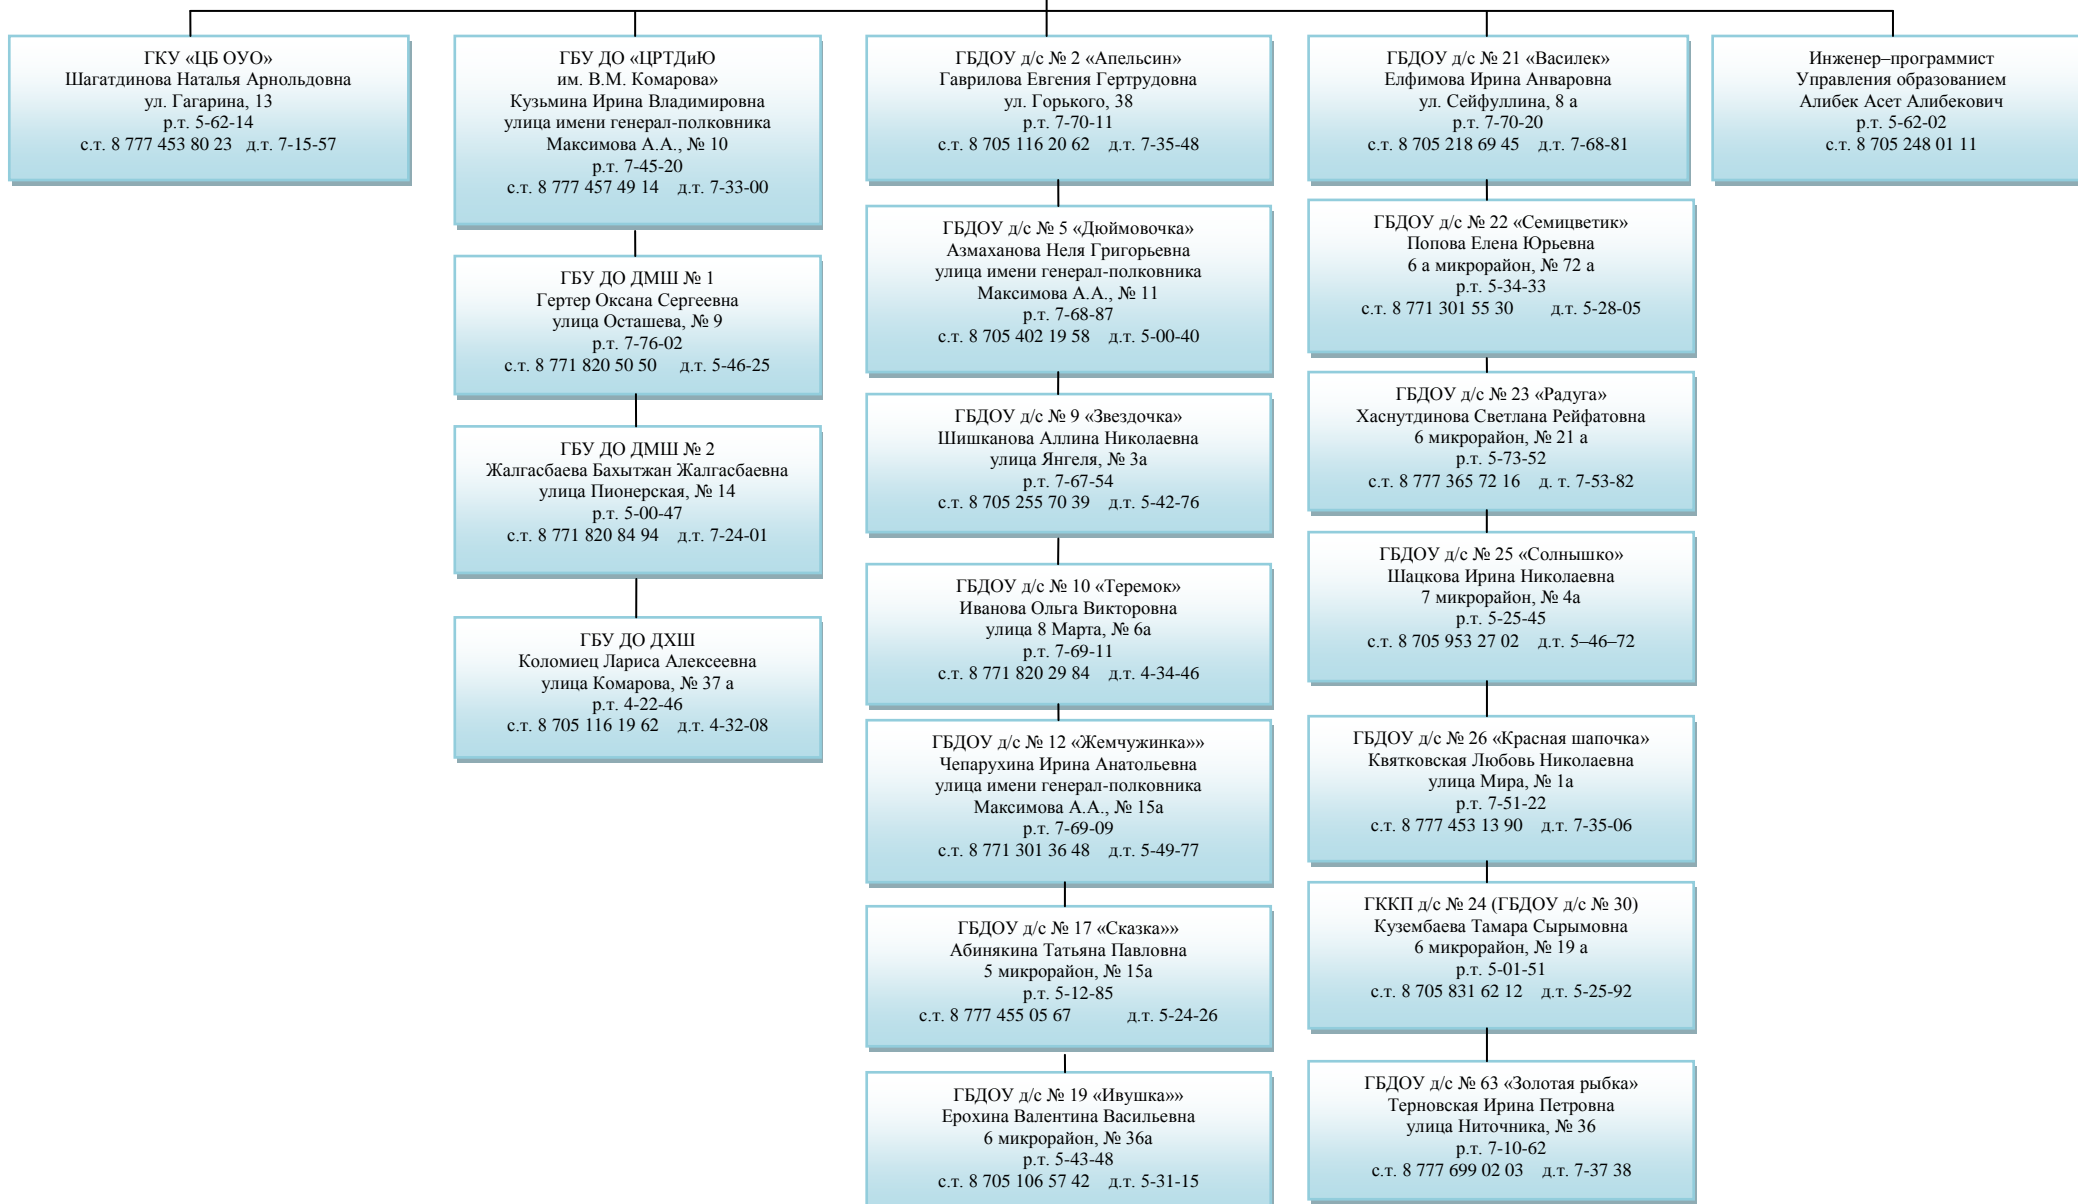 ГКУ «ЦБ ОУО»
Шагатдинова Наталья Арнольдовна
ул. Гагарина, 13
р.т. 5-62-14
с.т. 8 777 453 80 23 д.т. 7-15-57
ГБУ ДО «ЦРТДиЮ
им. В.М. Комарова»
Кузьмина Ирина Владимировна
улица имени генерал-полковника
Максимова А.А., № 10
р.т. 7-45-20
с.т. 8 777 457 49 14 д.т. 7-33-00
ГБУ ДО ДМШ № 1
Гертер Оксана Сергеевна
улица Осташева, № 9
р.т. 7-76-02
с.т. 8 771 820 50 50 д.т. 5-46-25
ГБУ ДО ДМШ № 2
Жалгасбаева Бахытжан Жалгасбаевна
улица Пионерская, № 14
р.т. 5-00-47
с.т. 8 771 820 84 94 д.т. 7-24-01
ГБУ ДО ДХШ
Коломиец Лариса Алексеевна
улица Комарова, № 37 а
р.т. 4-22-46
с.т. 8 705 116 19 62 д.т. 4-32-08
ГБДОУ д/с № 2 «Апельсин»
Гаврилова Евгения Гертрудовна
ул. Горького, 38
р.т. 7-70-11
с.т. 8 705 116 20 62 д.т. 7-35-48
ГБДОУ д/с № 5 «Дюймовочка»
Азмаханова Неля Григорьевна
улица имени генерал-полковника
Максимова А.А., № 11
р.т. 7-68-87
с.т. 8 705 402 19 58 д.т. 5-00-40
ГБДОУ д/с № 9 «Звездочка»
Шишканова Аллина Николаевна
улица Янгеля, № 3а
р.т. 7-67-54
с.т. 8 705 255 70 39 д.т. 5-42-76
ГБДОУ д/с № 10 «Теремок»
Иванова Ольга Викторовна
улица 8 Марта, № 6а
р.т. 7-69-11
с.т. 8 771 820 29 84 д.т. 4-34-46
ГБДОУ д/с № 12 «Жемчужинка»»
Чепарухина Ирина Анатольевна
улица имени генерал-полковника
Максимова А.А., № 15а
р.т. 7-69-09
с.т. 8 771 301 36 48 д.т. 5-49-77
ГБДОУ д/с № 17 «Сказка»»
Абинякина Татьяна Павловна
5 микрорайон, № 15а
р.т. 5-12-85
с.т. 8 777 455 05 67 д.т. 5-24-26
ГБДОУ д/с № 19 «Ивушка»»
Ерохина Валентина Васильевна
6 микрорайон, № 36а
р.т. 5-43-48
с.т. 8 705 106 57 42 д.т. 5-31-15
ГБДОУ д/с № 21 «Василек»
Елфимова Ирина Анваровна
ул. Сейфуллина, 8 а
р.т. 7-70-20
с.т. 8 705 218 69 45 д.т. 7-68-81
ГБДОУ д/с № 22 «Семицветик»
Попова Елена Юрьевна
6 а микрорайон, № 72 а
р.т. 5-34-33
с.т. 8 771 301 55 30 д.т. 5-28-05
ГБДОУ д/с № 23 «Радуга»
Хаснутдинова Светлана Рейфатовна
6 микрорайон, № 21 а
р.т. 5-73-52
с.т. 8 777 365 72 16 д. т. 7-53-82
ГБДОУ д/с № 25 «Солнышко»
Шацкова Ирина Николаевна
7 микрорайон, № 4а
р.т. 5-25-45
с.т. 8 705 953 27 02 д.т. 5–46–72
ГБДОУ д/с № 26 «Красная шапочка»
Квятковская Любовь Николаевна
улица Мира, № 1а
р.т. 7-51-22
с.т. 8 777 453 13 90 д.т. 7-35-06
ГККП д/с № 24 (ГБДОУ д/с № 30)
Кузембаева Тамара Сырымовна
6 микрорайон, № 19 а
р.т. 5-01-51
с.т. 8 705 831 62 12 д.т. 5-25-92
ГБДОУ д/с № 63 «Золотая рыбка»
Терновская Ирина Петровна
улица Ниточника, № 36
р.т. 7-10-62
с.т. 8 777 699 02 03 д.т. 7-37 38
Инженер–программист
Управления образованием
Алибек Асет Алибекович
р.т. 5-62-02
с.т. 8 705 248 01 11